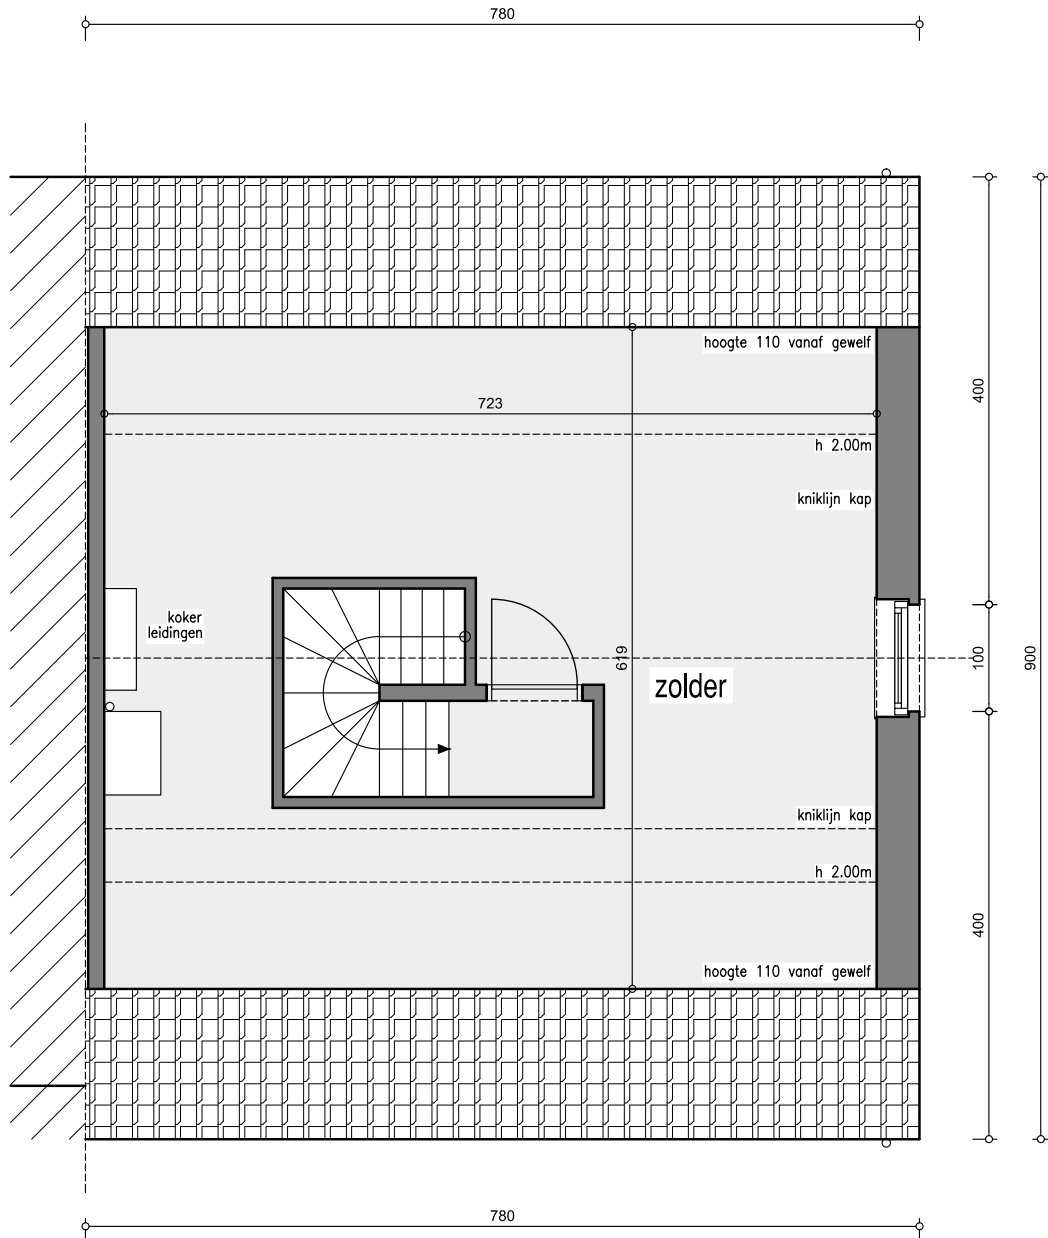 780
hoogte 110 vanaf gewelf
723
400
h 2.00m
kniklijn kap
koker
leidingen
619
zolder
100
900
kniklijn kap
h 2.00m
400
hoogte 110 vanaf gewelf
780